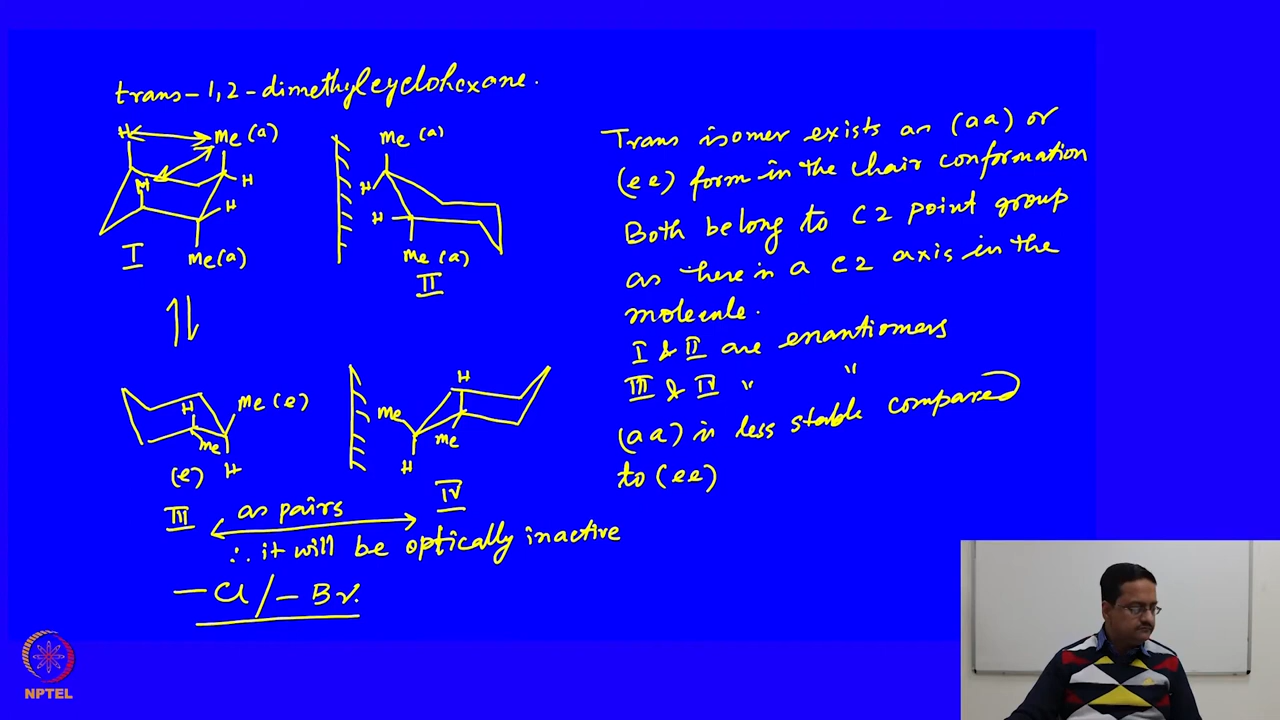 trans-1,2-dimethylcyclohexane.
H Me (a)
H H
H
I Me(a)
Me (a)
H
H
Me (a)
II
H Me (e)
Me
(e) H
III
H
Me
Me
H
IV
as pairs
∴ it will be optically inactive
-Cl/-Br.
Trans isomer exists as (aa) or
(ee) form in the chair conformation
Both belong to C2 point group
as there is a C2 axis in the
molecule.
I & II are enantiomers
III & IV " "
(aa) is less stable compared
to (ee)
NPTEL